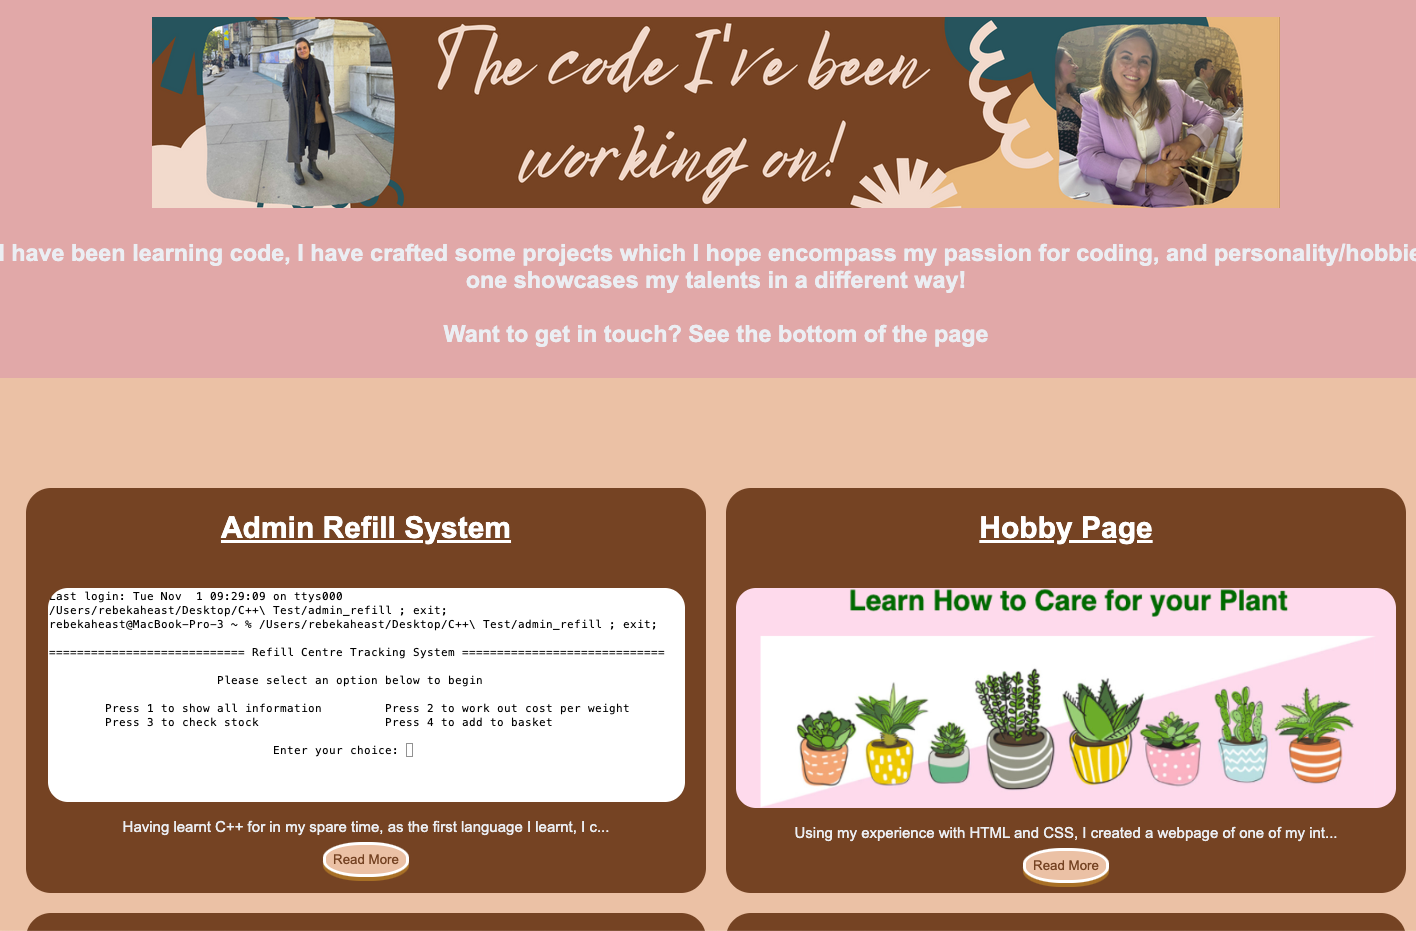 The code I've been
working on!
I have been learning code, I have crafted some projects which I hope encompass my passion for coding, and personality/hobbie
one showcases my talents in a different way!
Want to get in touch? See the bottom of the page
Admin Refill System
Last login: Tue Nov  1 09:29:09 on ttys000
/Users/rebekaheast/Desktop/C++\ Test/admin_refill ; exit;
rebekaheast@MacBook-Pro-3 ~ % /Users/rebekaheast/Desktop/C++\ Test/admin_refill ; exit;
============================ Refill Centre Tracking System =============================
Please select an option below to begin
Press 1 to show all information Press 2 to work out cost per weight
Press 3 to check stock Press 4 to add to basket
Enter your choice:
Having learnt C++ for in my spare time, as the first language I learnt, I c...
Read More
Hobby Page
Learn How to Care for your Plant
Using my experience with HTML and CSS, I created a webpage of one of my int...
Read More